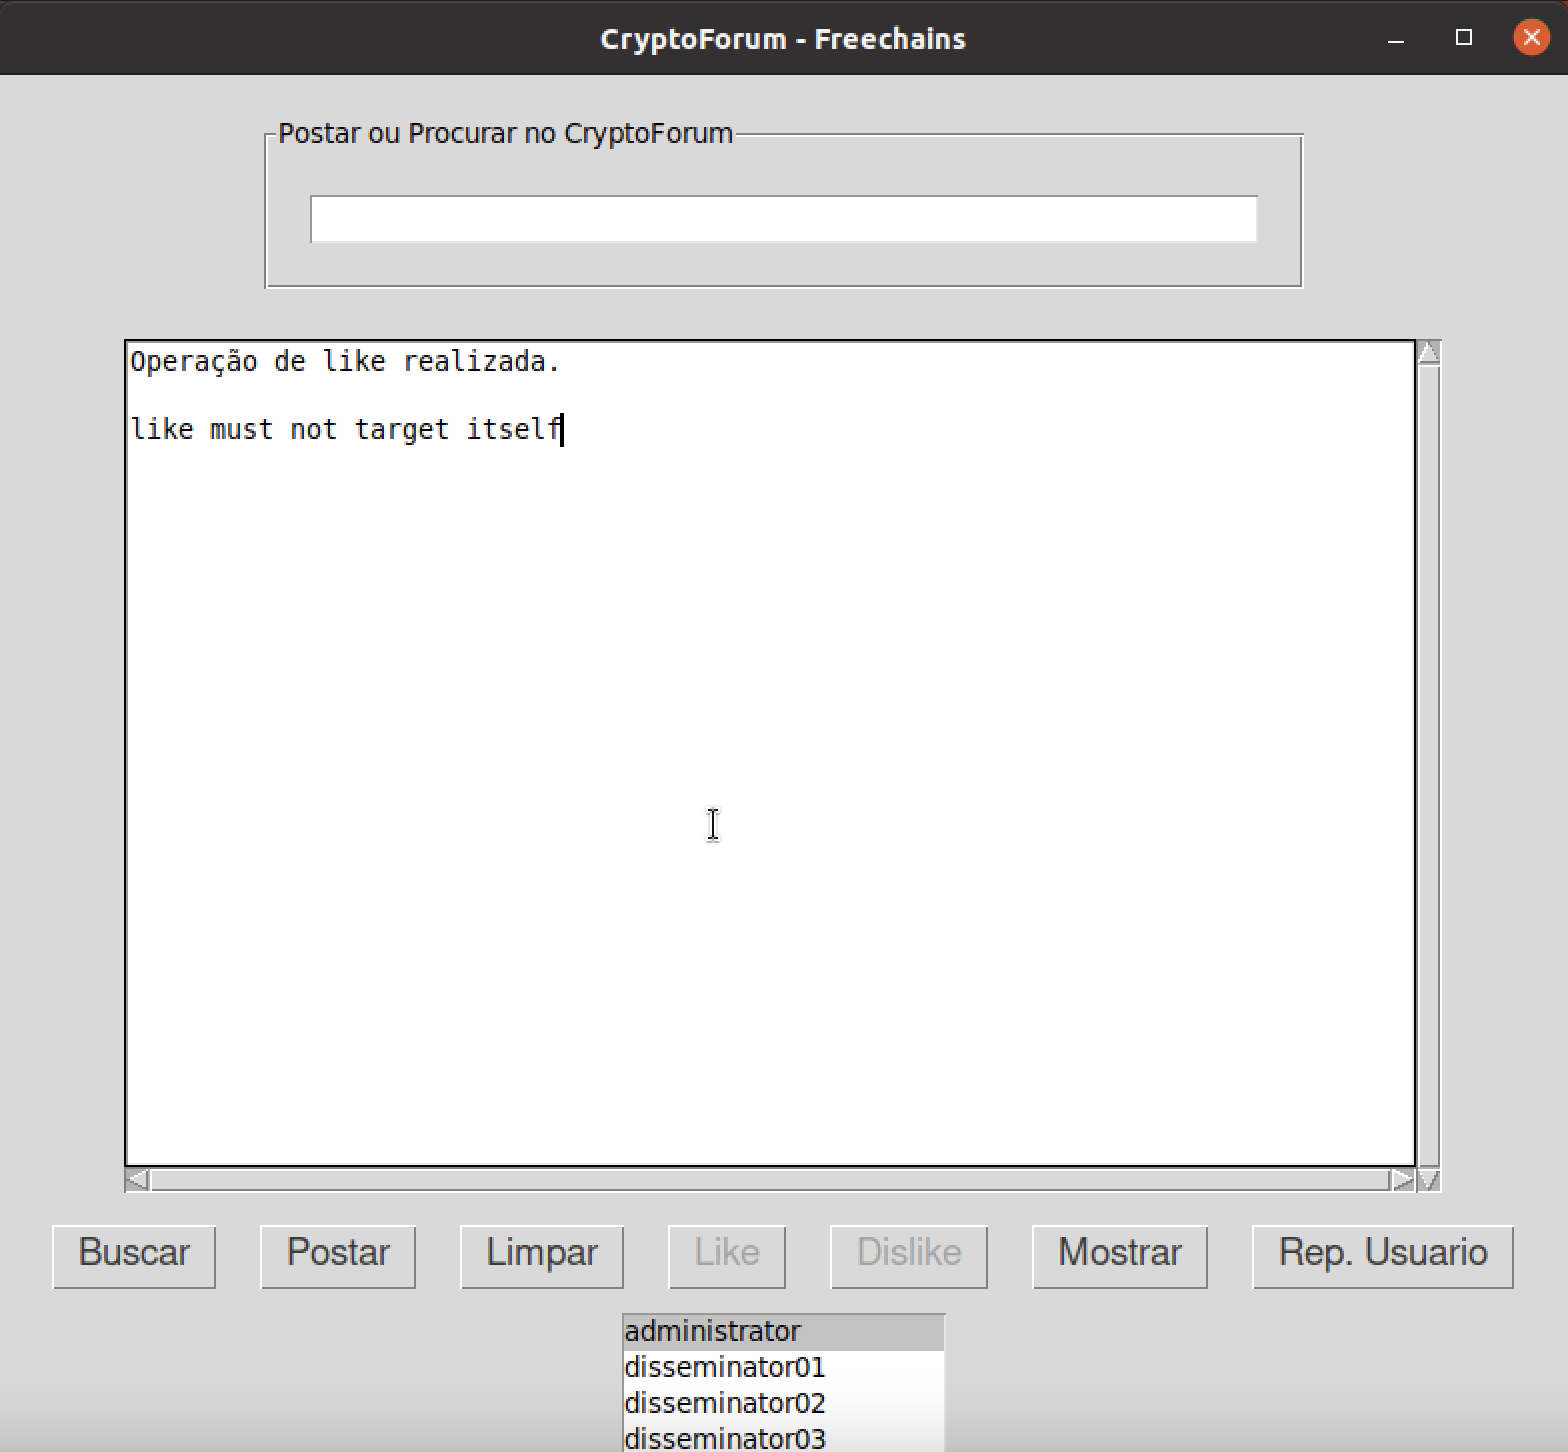 CryptoForum - Freechains
Postar ou Procurar no CryptoForum
Operação de like realizada.
like must not target itself
Buscar Postar Limpar Like Dislike Mostrar Rep. Usuario
administrator
disseminator01
disseminator02
disseminator03